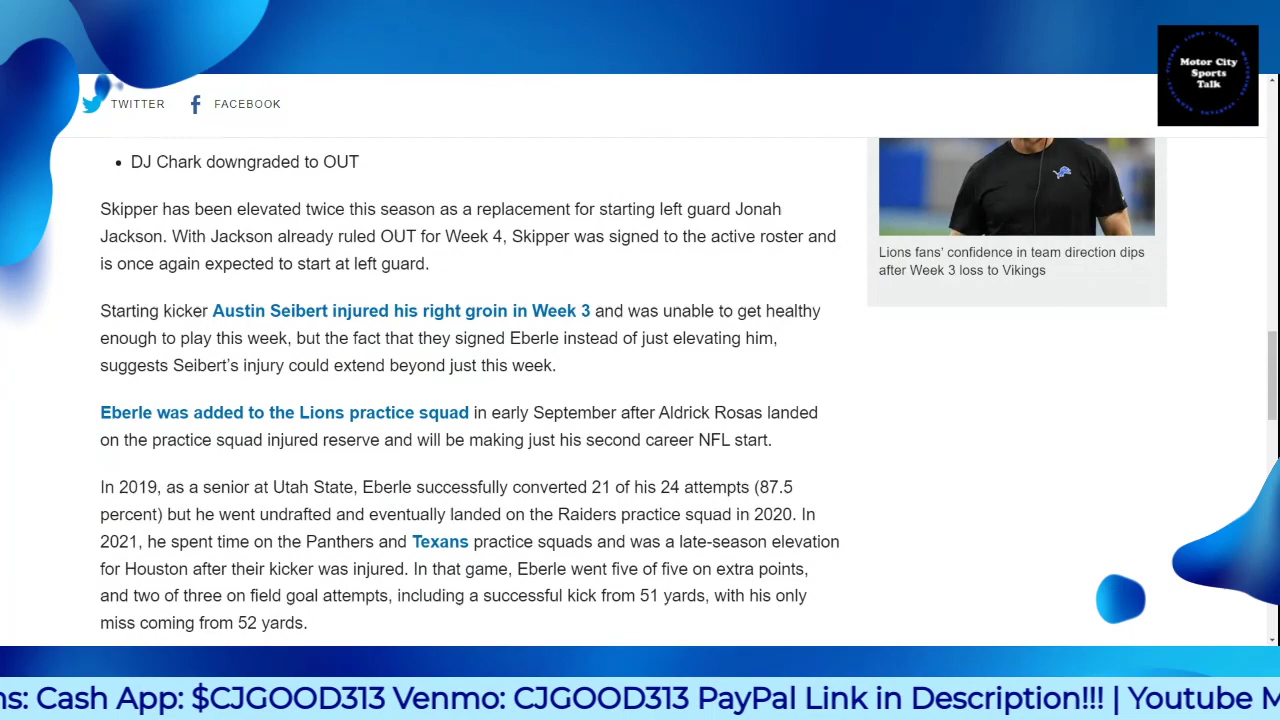 Motor City
Sports
Talk
TWITTER FACEBOOK
• DJ Chark downgraded to OUT
Skipper has been elevated twice this season as a replacement for starting left guard Jonah
Jackson. With Jackson already ruled OUT for Week 4, Skipper was signed to the active roster and
is once again expected to start at left guard.
Starting kicker Austin Seibert injured his right groin in Week 3 and was unable to get healthy
enough to play this week, but the fact that they signed Eberle instead of just elevating him,
suggests Seibert’s injury could extend beyond just this week.
Eberle was added to the Lions practice squad in early September after Aldrick Rosas landed
on the practice squad injured reserve and will be making just his second career NFL start.
In 2019, as a senior at Utah State, Eberle successfully converted 21 of his 24 attempts (87.5
percent) but he went undrafted and eventually landed on the Raiders practice squad in 2020. In
2021, he spent time on the Panthers and Texans practice squads and was a late-season elevation
for Houston after their kicker was injured. In that game, Eberle went five of five on extra points,
and two of three on field goal attempts, including a successful kick from 51 yards, with his only
miss coming from 52 yards.
Lions fans’ confidence in team direction dips
after Week 3 loss to Vikings
ns: Cash App: $CJGOOD313 Venmo: CJGOOD313 PayPal Link in Description!!! | Youtube M